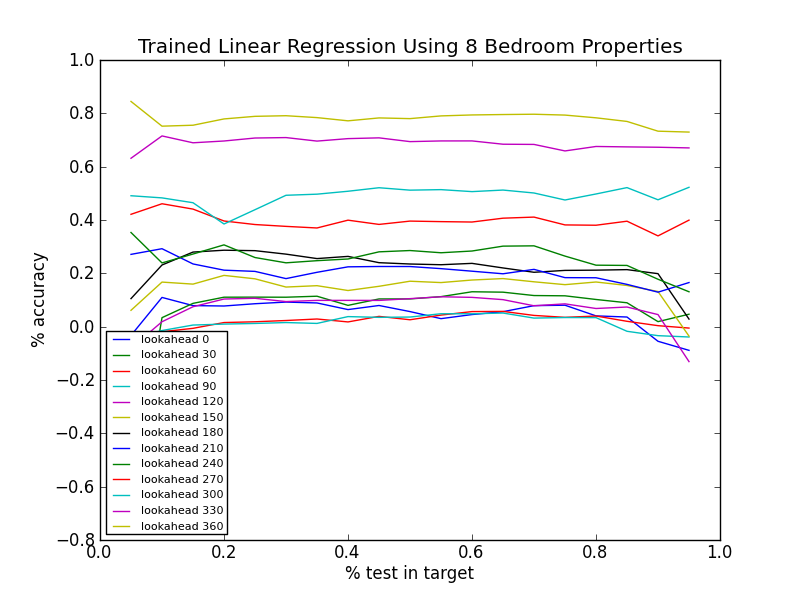 Trained Linear Regression Using 8 Bedroom Properties
1.0
0.8
0.6
0.4
0.2
0.0
−0.2
−0.4
−0.6
−0.8
% accuracy
lookahead 0
lookahead 30
lookahead 60
lookahead 90
lookahead 120
lookahead 150
lookahead 180
lookahead 210
lookahead 240
lookahead 270
lookahead 300
lookahead 330
lookahead 360
0.0 0.2 0.4 0.6 0.8 1.0
% test in target